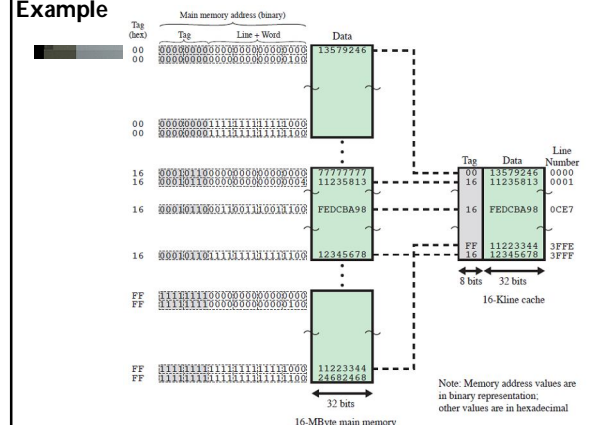 Example
Main memory address (binary)
Tag
(hex)
Tag Line + Word Data
00 000000000000000000000000 13579246
00 000000000000000000000100
00 000000001111111111111000
00 000000001111111111111100
16 000101100000000000000000 77777777
16 000101100000000000000004 11235813
16 000101100011001110011100 FEDCBA98
16 000101101111111111111100 12345678
FF 111111110000000000000000
FF 111111110000000000000100
FF 111111111111111111111000 11223344
FF 111111111111111111111100 24682468
32 bits
16-MByte main memory
Tag Data Line
Number
00 13579246 0000
16 11235813 0001
16 FEDCBA98 0CE7
FF 11223344 3FFE
16 12345678 3FFF
8 bits 32 bits
16-Kline cache
Note: Memory address values are
in binary representation;
other values are in hexadecimal